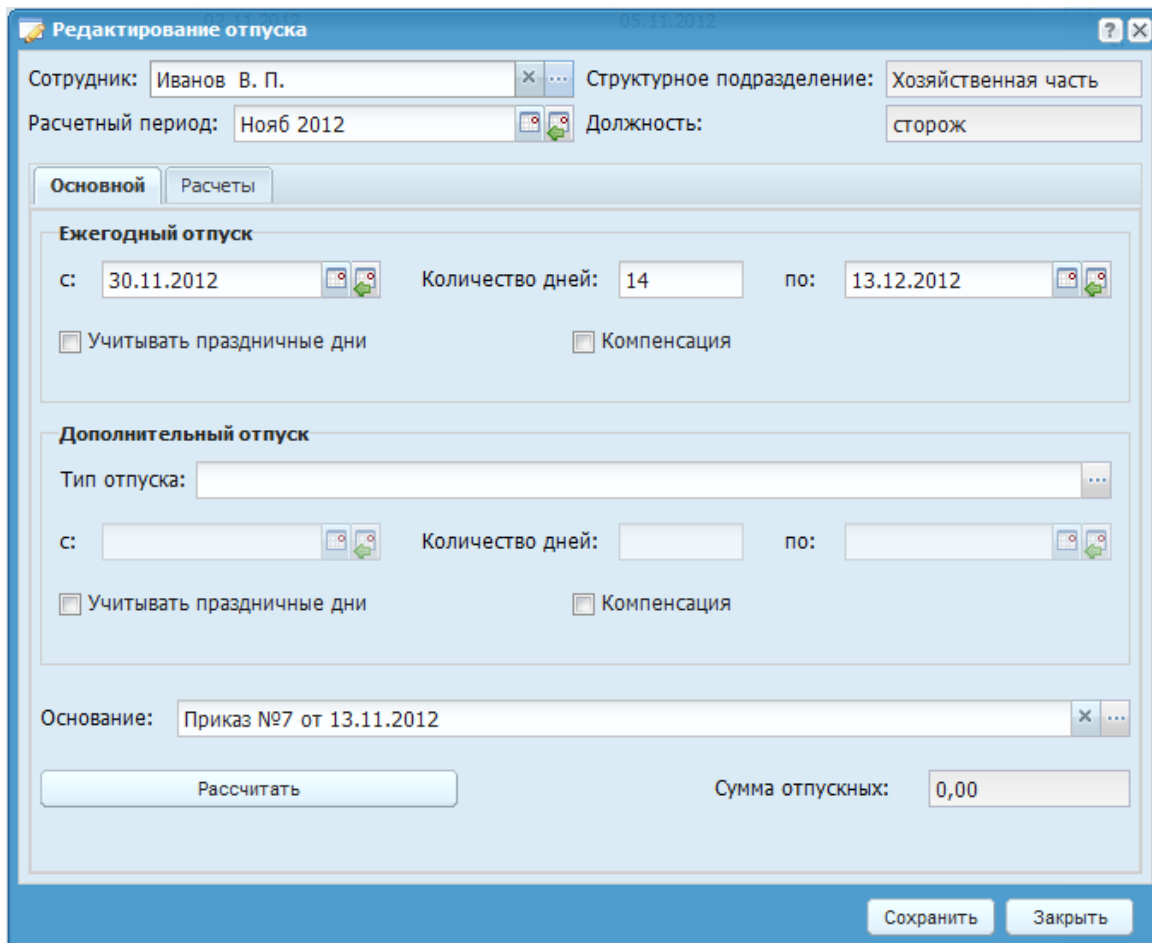 02.11.2012 05.11.2012
Редактирование отпуска
Сотрудник: Иванов В. П. Структурное подразделение: Хозяйственная часть
Расчетный период: Нояб 2012 Должность: сторож
Основной Расчеты
Ежегодный отпуск
с: 30.11.2012 Количество дней: 14 по: 13.12.2012
Учитывать праздничные дни Компенсация
Дополнительный отпуск
Тип отпуска:
с: Количество дней: по:
Учитывать праздничные дни Компенсация
Основание: Приказ №7 от 13.11.2012
Рассчитать Сумма отпускных: 0,00
Сохранить Закрыть